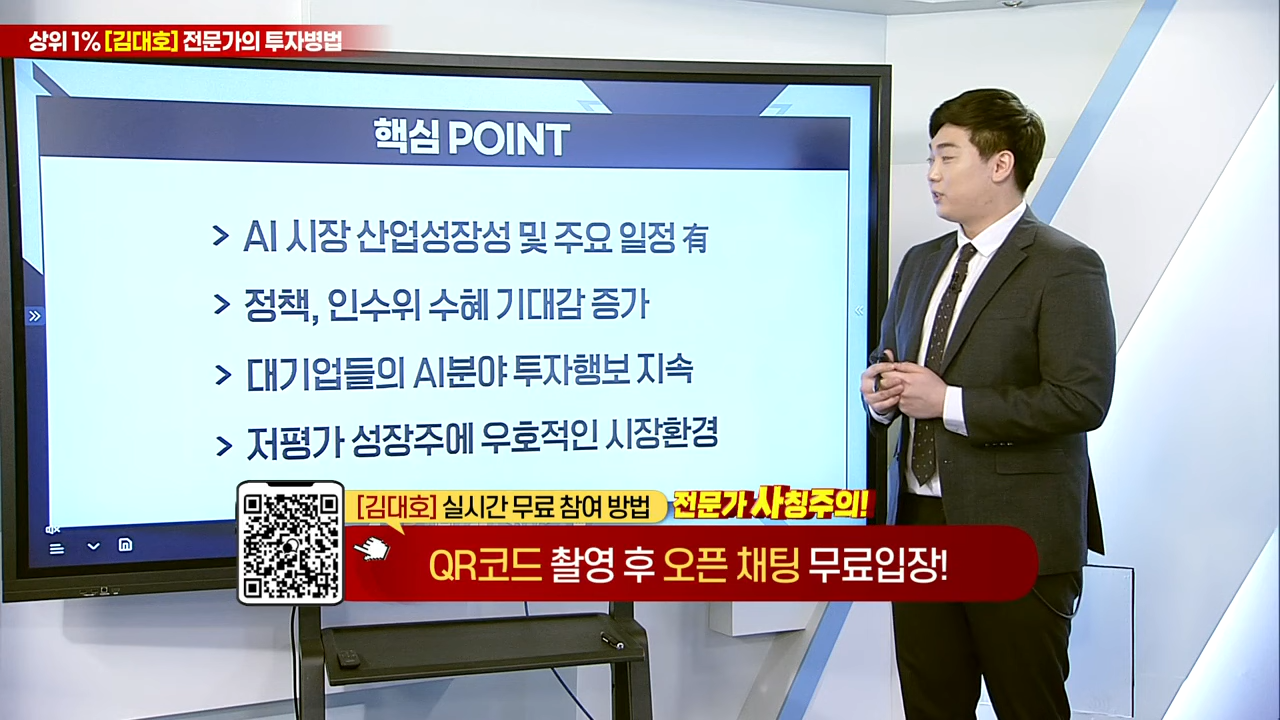 상위 1% [김대호] 전문가의 투자병법
핵심 POINT
> AI 시장 산업성장성 및 주요 일정 有
> 정책, 인수위 수혜 기대감 증가
> 대기업들의 AI분야 투자행보 지속
> 저평가 성장주에 우호적인 시장환경
[김대호] 실시간 무료 참여 방법
전문가 사칭주의!
QR코드 촬영 후 오픈 채팅 무료입장!